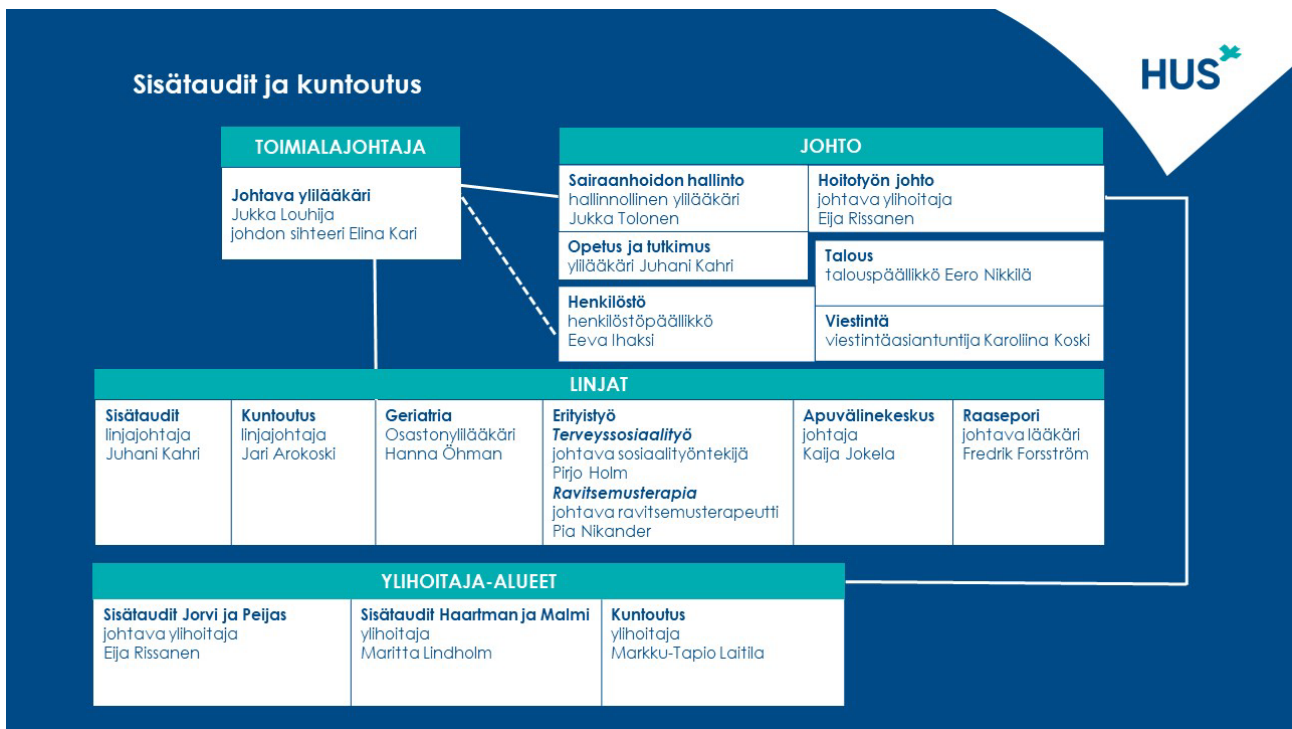 Sisätaudit ja kuntoutus
HUS
TOIMIALAJOHTAJA
Johtava ylilääkäri
Jukka Louhija
johdon sihteeri Elina Kari
JOHTO
Sairaanhoidon hallinto
hallinnollinen ylilääkäri
Jukka Tolonen
Hoitotyön johto
johtava ylihoitaja
Eija Rissanen
Opetus ja tutkimus
ylilääkäri Juhani Kahri
Talous
talouspäällikkö Eero Nikkilä
Henkilöstö
henkilöstöpäällikkö
Eeva Ihaksi
Viestintä
viestintäasiantuntija Karoliina Koski
LINJAT
Sisätaudit
linjajohtaja
Juhani Kahri
Kuntoutus
linjajohtaja
Jari Arokoski
Geriatria
Osastonylilääkäri
Hanna Öhman
Erityistyö
Terveyssosiaalityö
johtava sosiaalityöntekijä
Pirjo Holm
Ravitsemusterapia
johtava ravitsemusterapeutti
Pia Nikander
Apuvälinekeskus
johtaja
Kaija Jokela
Raasepori
johtava lääkäri
Fredrik Forsström
YLIHOITAJA-ALUEET
Sisätaudit Jorvi ja Peijas
johtava ylihoitaja
Eija Rissanen
Sisätaudit Haartman ja Malmi
ylihoitaja
Maritta Lindholm
Kuntoutus
ylihoitaja
Markku-Tapio Laitila